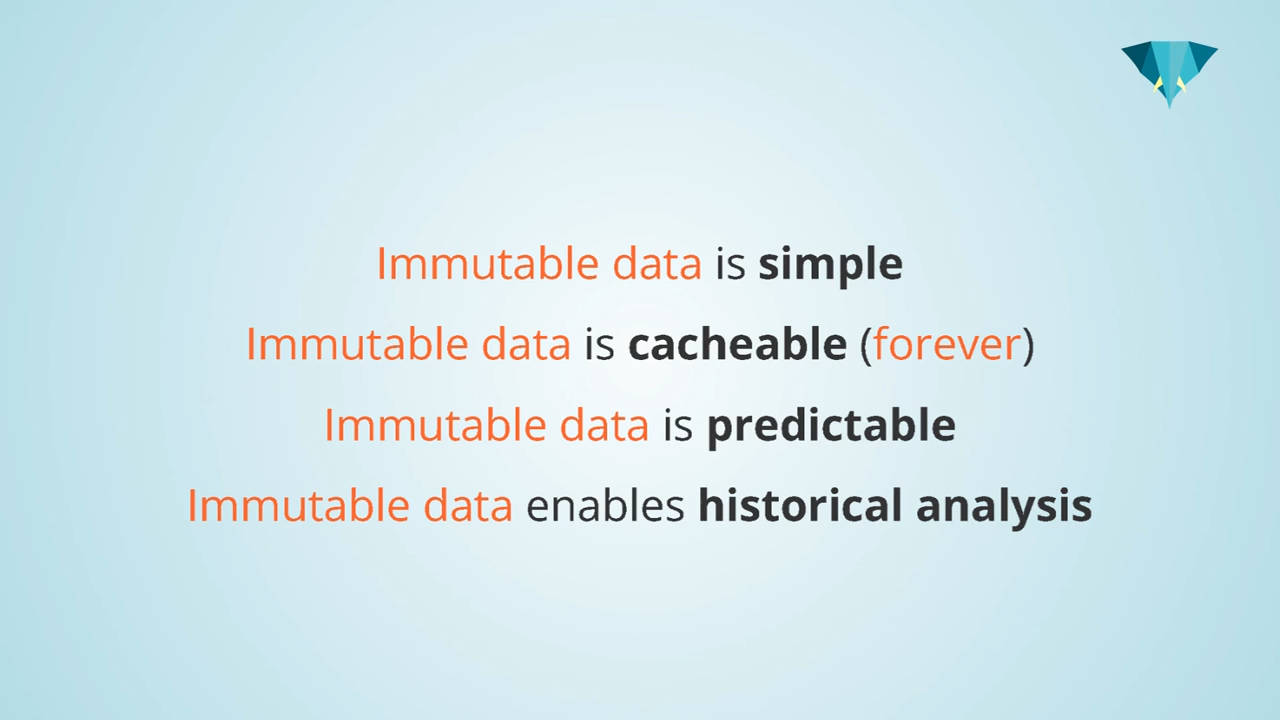 Immutable data is simple
Immutable data is cacheable (forever)
Immutable data is predictable
Immutable data enables historical analysis